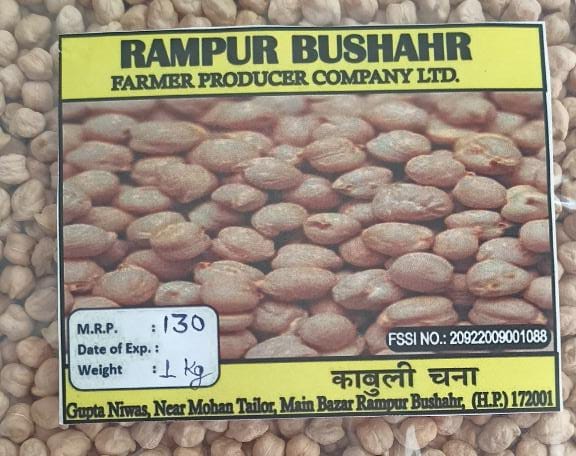 RAMPUR BUSHAHR
FARMER PRODUCER COMPANY LTD.
M.R.P. : 130
Date of Exp. :
Weight : 1 Kg
FSSI NO.: 20922009001088
काबुली चना
Gupta Niwas, Near Mohan Tailor, Main Bazar Rampur Bushahr, (H.P.) 172001